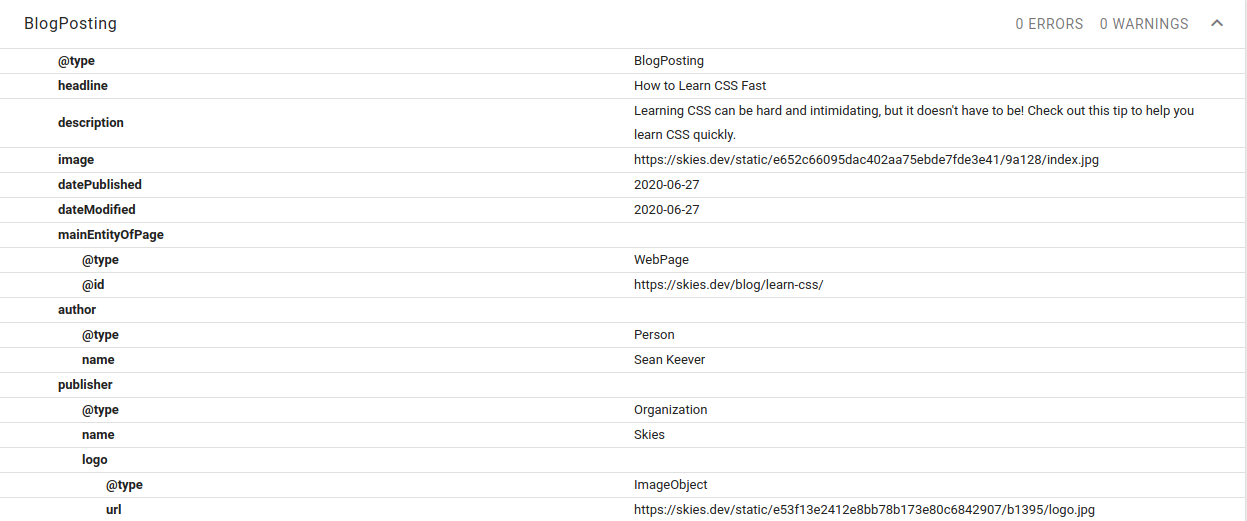 BlogPosting 0 ERRORS 0 WARNINGS
@type BlogPosting
headline How to Learn CSS Fast
description Learning CSS can be hard and intimidating, but it doesn't have to be! Check out this tip to help you
learn CSS quickly.
image https://skies.dev/static/e652c66095dac402aa75ebde7fde3e41/9a128/index.jpg
datePublished 2020-06-27
dateModified 2020-06-27
mainEntityOfPage
@type WebPage
@id https://skies.dev/blog/learn-css/
author
@type Person
name Sean Keever
publisher
@type Organization
name Skies
logo
@type ImageObject
url https://skies.dev/static/e53f13e2412e8bb78b173e80c6842907/b1395/logo.jpg